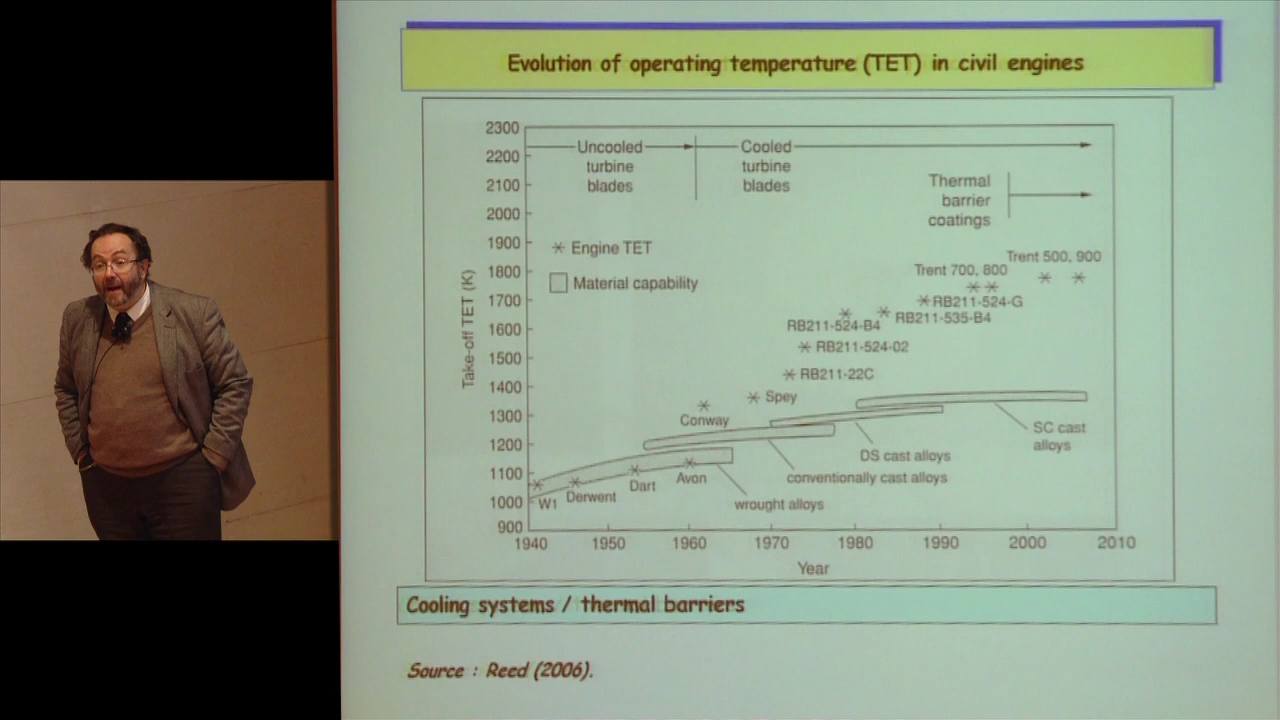 Evolution of operating temperature (TET) in civil engines
2300
2200
2100
2000
1900
1800
1700
1600
1500
1400
1300
1200
1100
1000
900
Take-off TET (K)
Uncooled
turbine
blades
Cooled
turbine
blades
Thermal
barrier
coatings
Engine TET
Material capability
Trent 500, 900
Trent 700, 800
RB211-524-G
RB211-535-B4
RB211-524-B4
RB211-524-02
RB211-22C
Spey
Conway
SC cast
alloys
DS cast alloys
conventionally cast alloys
wrought alloys
W1
Derwent
Dart
Avon
1940
1950
1960
1970
1980
1990
2000
2010
Year
Cooling systems / thermal barriers
Source : Reed (2006).